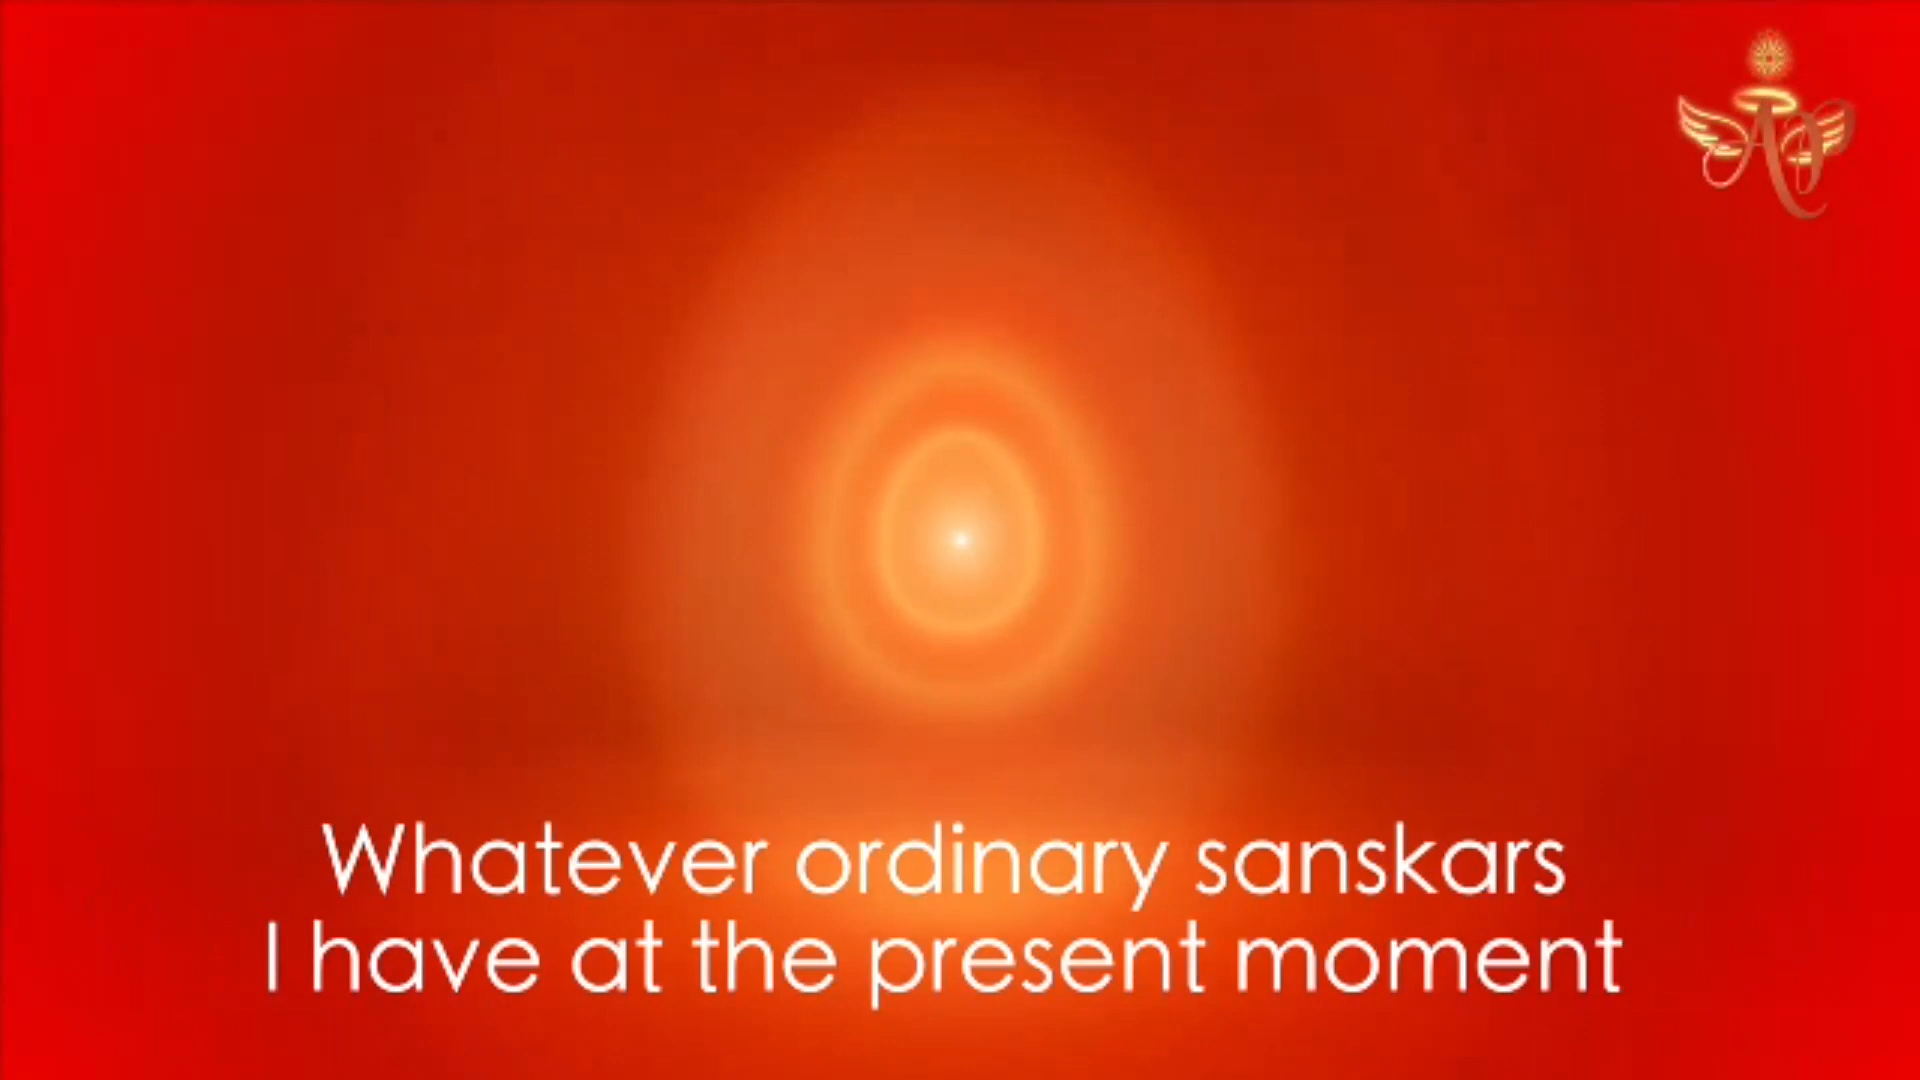 Whatever ordinary sanskars
I have at the present moment